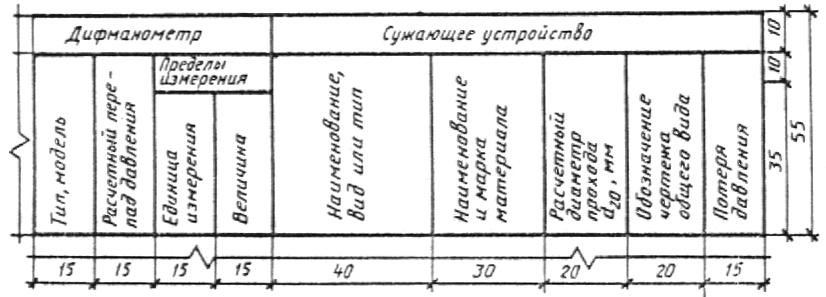 Дифманометр
Сужающее устройство
10
Пределы
измерения
10
Тип, модель
Расчетный пере-
пад давления
Единица
измерения
Величина
Наименование,
вид или тип
Наименование
и марка
материала
Расчетный
диаметр
прохода
d20, мм
Обозначение
чертежа
общего вида
Потеря
давления
35
55
15
15
15
15
40
30
20
20
15